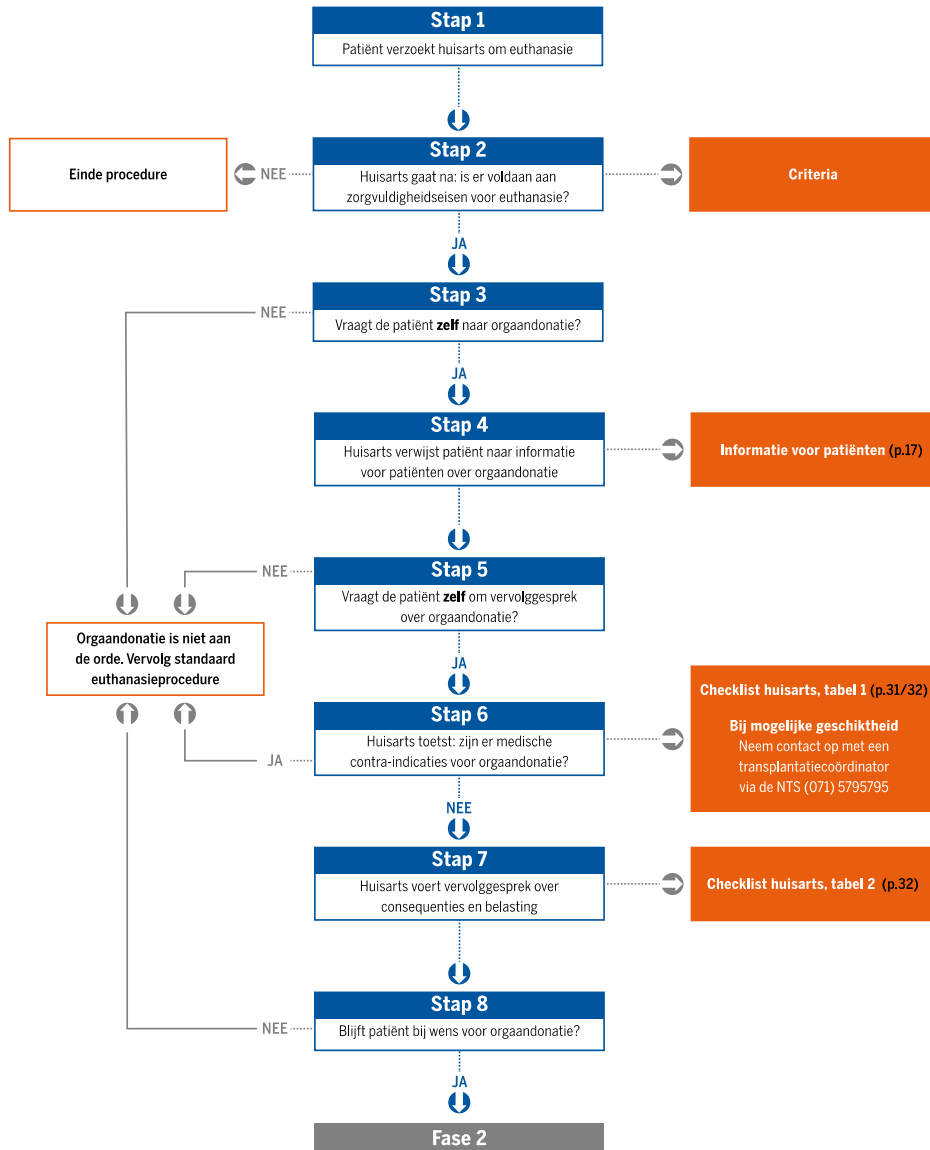 Stap 1
Patiënt verzoekt huisarts om euthanasie
Stap 2
Huisarts gaat na: is er voldaan aan
zorgvuldigheidseisen voor euthanasie?
NEE
Einde procedure
Criteria
JA
Stap 3
Vraagt de patiënt zelf naar orgaandonatie?
NEE
JA
Stap 4
Huisarts verwijst patiënt naar informatie
voor patiënten over orgaandonatie
Informatie voor patiënten (p.17)
Stap 5
Vraagt de patiënt zelf om vervolggesprek
over orgaandonatie?
NEE
Orgaandonatie is niet aan
de orde. Vervolg standaard
euthanasieprocedure
JA
Stap 6
Huisarts toetst: zijn er medische
contra-indicaties voor orgaandonatie?
JA
Checklist huisarts, tabel 1 (p.31/32)
Bij mogelijke geschiktheid
Neem contact op met een
transplantatiecoördinator
via de NTS (071) 5795795
NEE
Stap 7
Huisarts voert vervolggesprek over
consequenties en belasting
Checklist huisarts, tabel 2 (p.32)
Stap 8
Blijft patiënt bij wens voor orgaandonatie?
NEE
JA
Fase 2